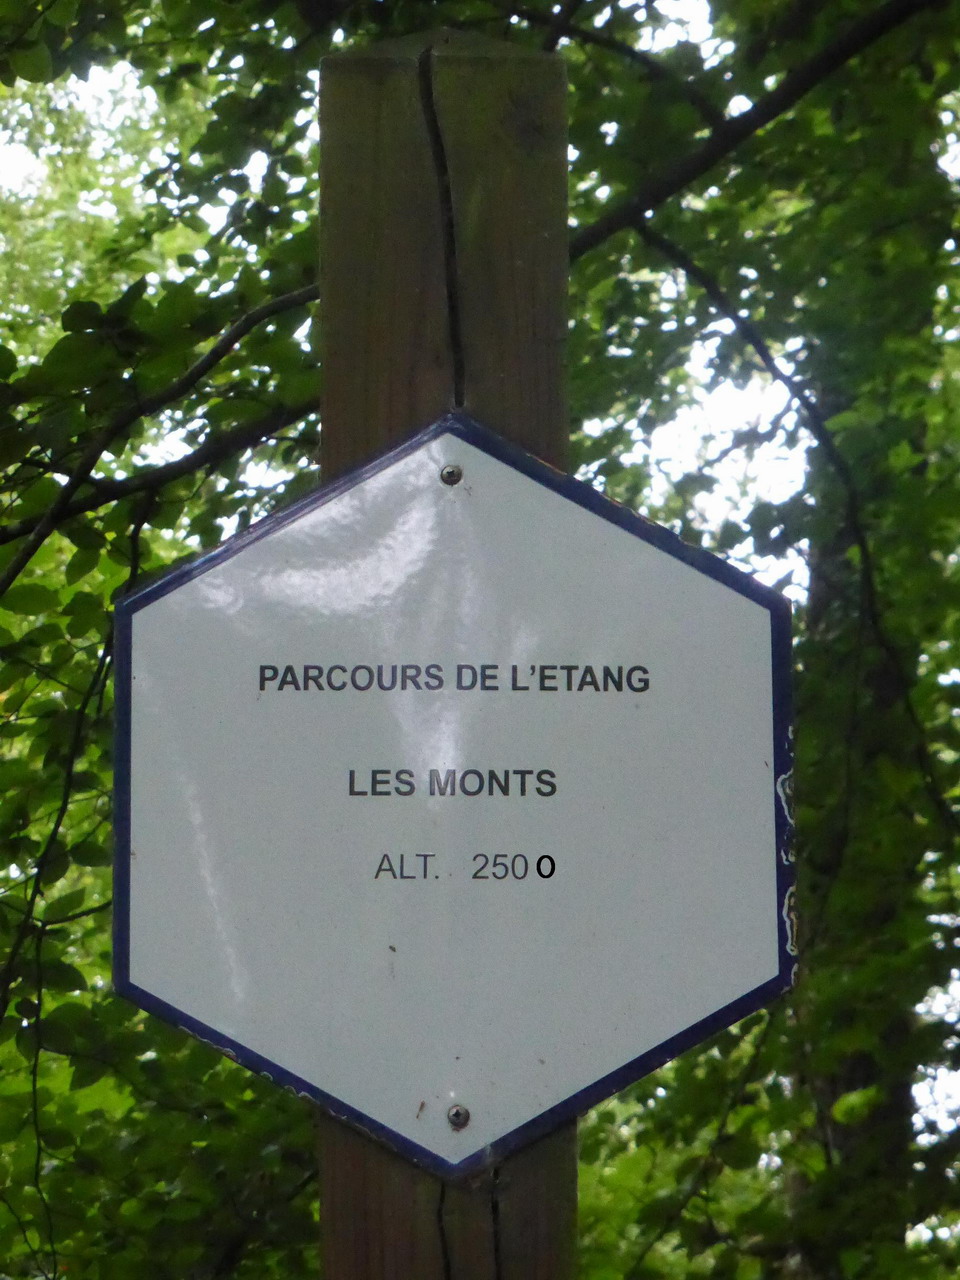 PARCOURS DE L'ETANG
LES MONTS
ALT. 2500